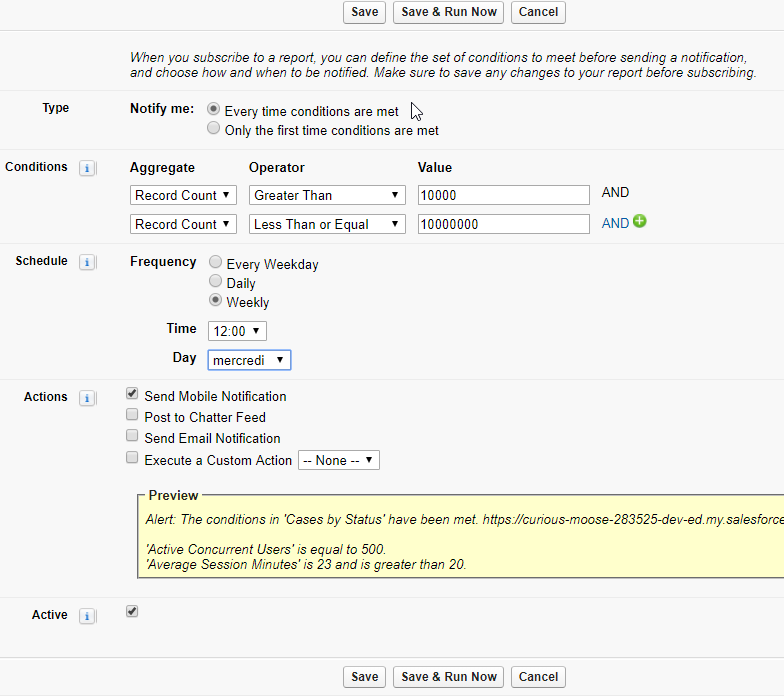 Save Save & Run Now Cancel
When you subscribe to a report, you can define the set of conditions to meet before sending a notification,
and choose how and when to be notified. Make sure to save any changes to your report before subscribing.
Type Notify me: Every time conditions are met
Only the first time conditions are met
Conditions i Aggregate Operator Value
Record Count Greater Than 10000 AND
Record Count Less Than or Equal 10000000 AND
Schedule i Frequency Every Weekday
Daily
Weekly
Time 12:00
Day mercredi
Actions i Send Mobile Notification
Post to Chatter Feed
Send Email Notification
Execute a Custom Action -- None --
Preview
Alert: The conditions in 'Cases by Status' have been met. https://curious-moose-283525-dev-ed.my.salesforce
'Active Concurrent Users' is equal to 500.
'Average Session Minutes' is 23 and is greater than 20.
Active i
Save Save & Run Now Cancel